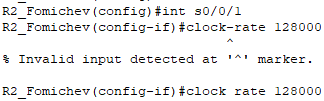 R2_Fomichev(config)#int s0/0/1
R2_Fomichev(config-if)#clock-rate 128000
^
% Invalid input detected at '^' marker.
R2_Fomichev(config-if)#clock rate 128000